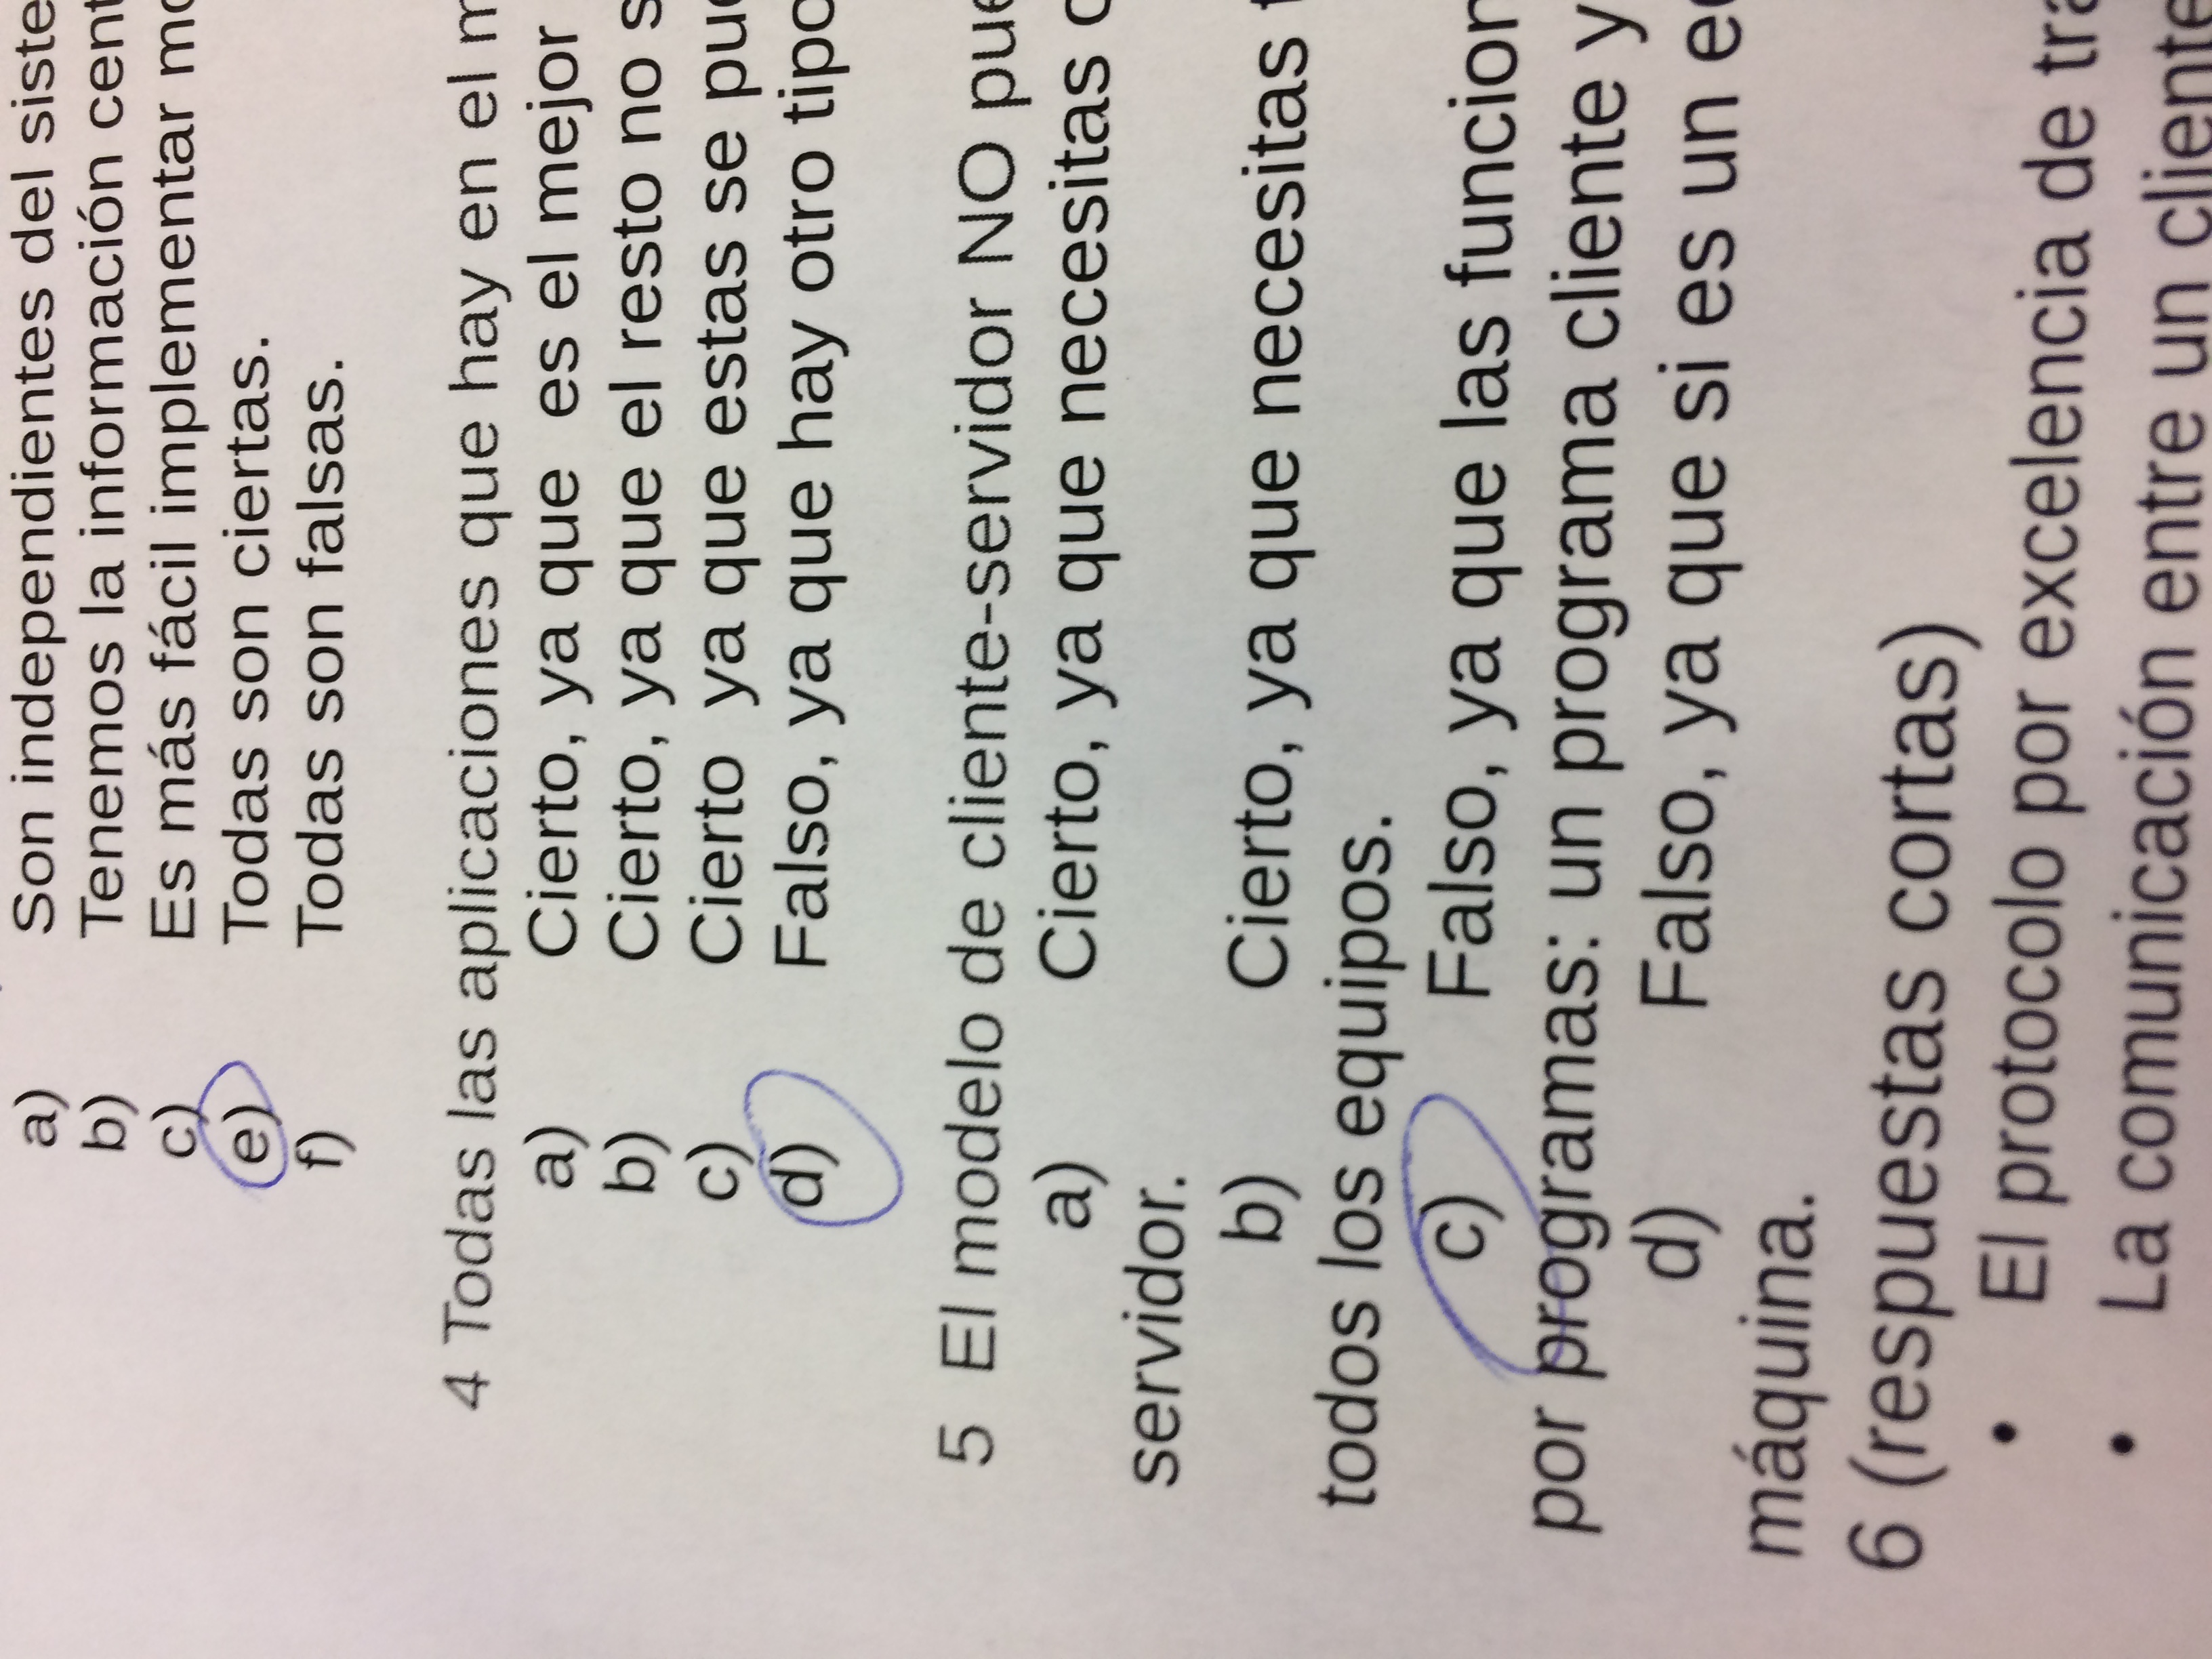 a) Son independientes del siste
b) Tenemos la información cent
c) Es más fácil implementar mo
e) Todas son ciertas.
f) Todas son falsas.
4 Todas las aplicaciones que hay en el m
a) Cierto, ya que es el mejor
b) Cierto, ya que el resto no s
c) Cierto ya que estas se pue
d) Falso, ya que hay otro tipo
5 El modelo de cliente-servidor NO pue
a) Cierto, ya que necesitas
servidor.
b) Cierto, ya que necesitas
todos los equipos.
c) Falso, ya que las funcion
por programas: un programa cliente y
d) Falso, ya que si es un
máquina.
6 (respuestas cortas)
• El protocolo por excelencia de tra
• La comunicación entre un cliente